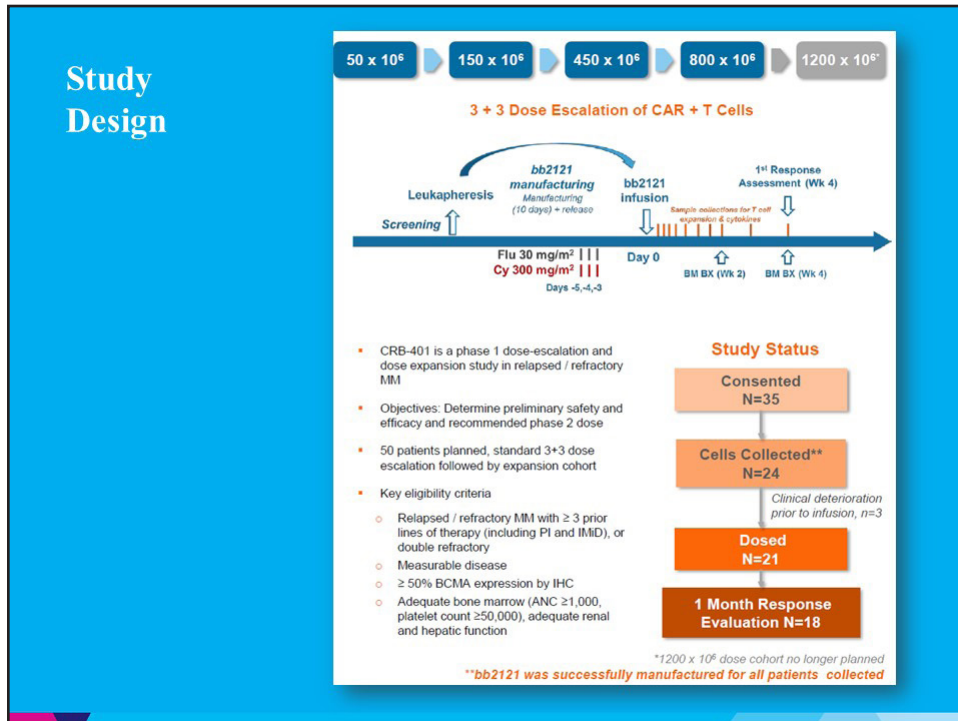 Study
Design
50 x 10⁶
150 x 10⁶
450 x 10⁶
800 x 10⁶
1200 x 10⁶*
3 + 3 Dose Escalation of CAR + T Cells
Screening
Leukapheresis
bb2121
manufacturing
Manufacturing
(10 days) + release
bb2121
infusion
1st Response
Assessment (Wk 4)
Sample collections for T cell
expansion & cytokines
Flu 30 mg/m²
Cy 300 mg/m²
Days -5,-4,-3
Day 0
BM BX (Wk 2)
BM BX (Wk 4)
▪ CRB-401 is a phase 1 dose-escalation and
dose expansion study in relapsed / refractory
MM
▪ Objectives: Determine preliminary safety and
efficacy and recommended phase 2 dose
▪ 50 patients planned, standard 3+3 dose
escalation followed by expansion cohort
▪ Key eligibility criteria
o Relapsed / refractory MM with ≥ 3 prior
lines of therapy (including PI and IMiD), or
double refractory
o Measurable disease
o ≥ 50% BCMA expression by IHC
o Adequate bone marrow (ANC ≥1,000,
platelet count ≥50,000), adequate renal
and hepatic function
Study Status
Consented
N=35
Cells Collected**
N=24
Clinical deterioration
prior to infusion, n=3
Dosed
N=21
1 Month Response
Evaluation N=18
*1200 x 10⁶ dose cohort no longer planned
**bb2121 was successfully manufactured for all patients collected